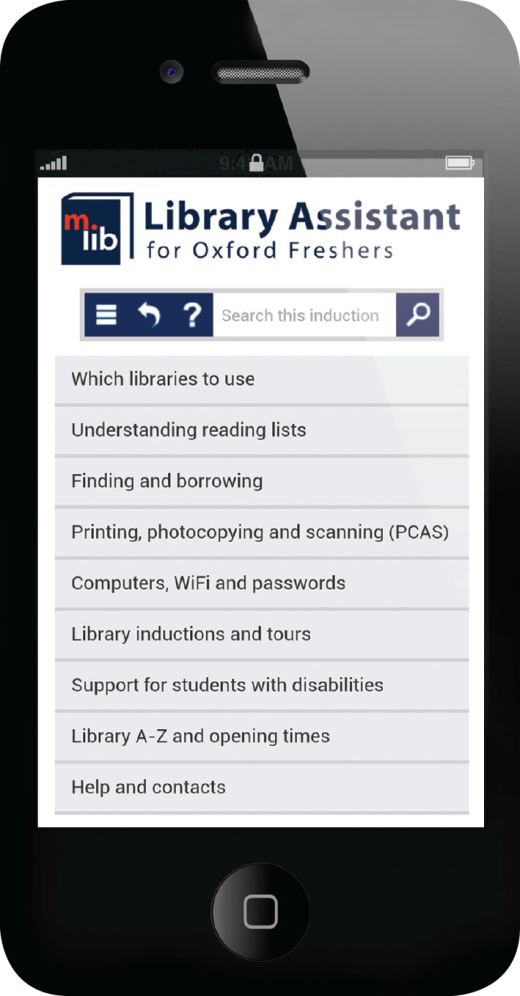 9:4 AM
m
lib
Library Assistant
for Oxford Freshers
? Search this induction
Which libraries to use
Understanding reading lists
Finding and borrowing
Printing, photocopying and scanning (PCAS)
Computers, WiFi and passwords
Library inductions and tours
Support for students with disabilities
Library A-Z and opening times
Help and contacts